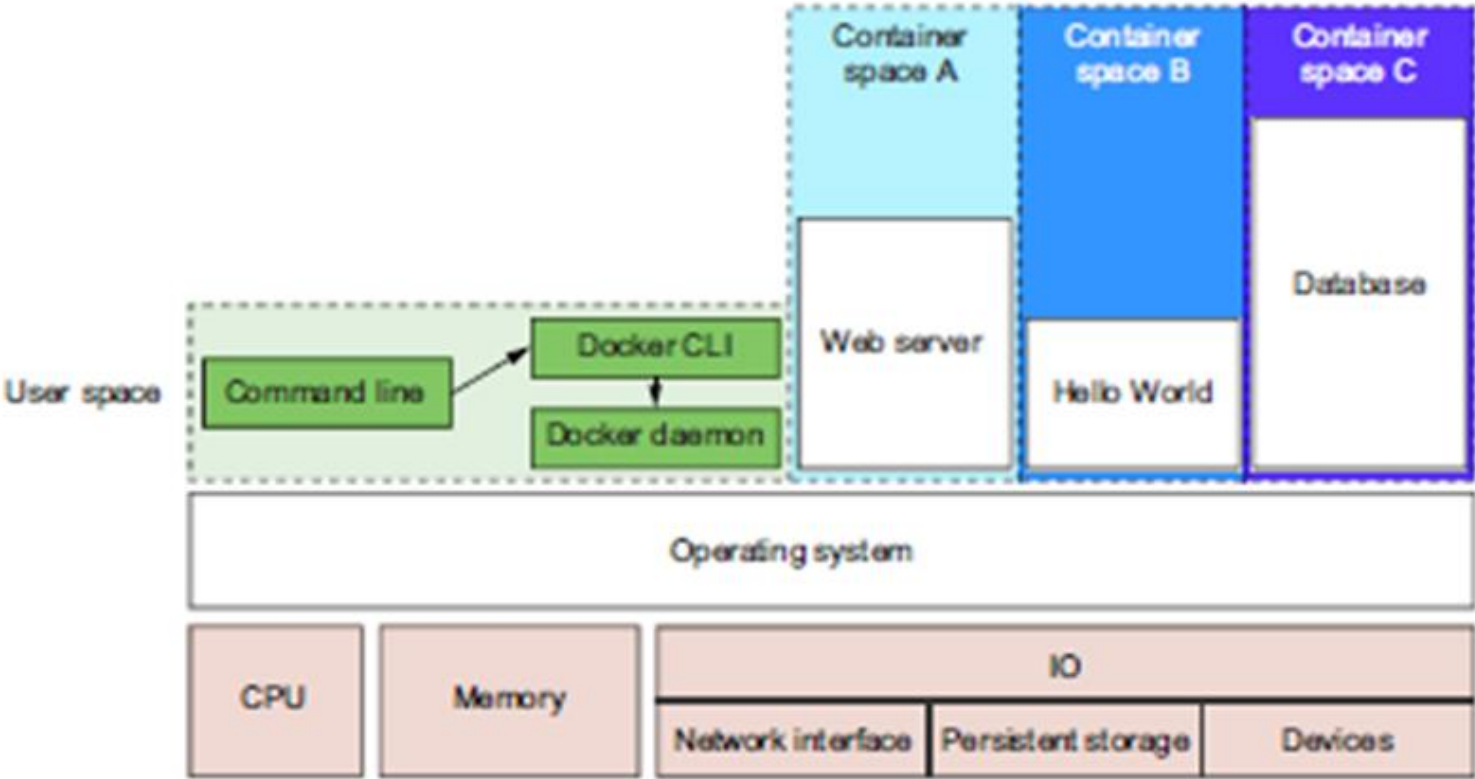 Container
space A
Container
space B
Container
space C
Database
Web server
Docker CLI
User space
Command line
Hello World
Docker daemon
Operating system
CPU
Memory
IO
Network interface
Persistent storage
Devices